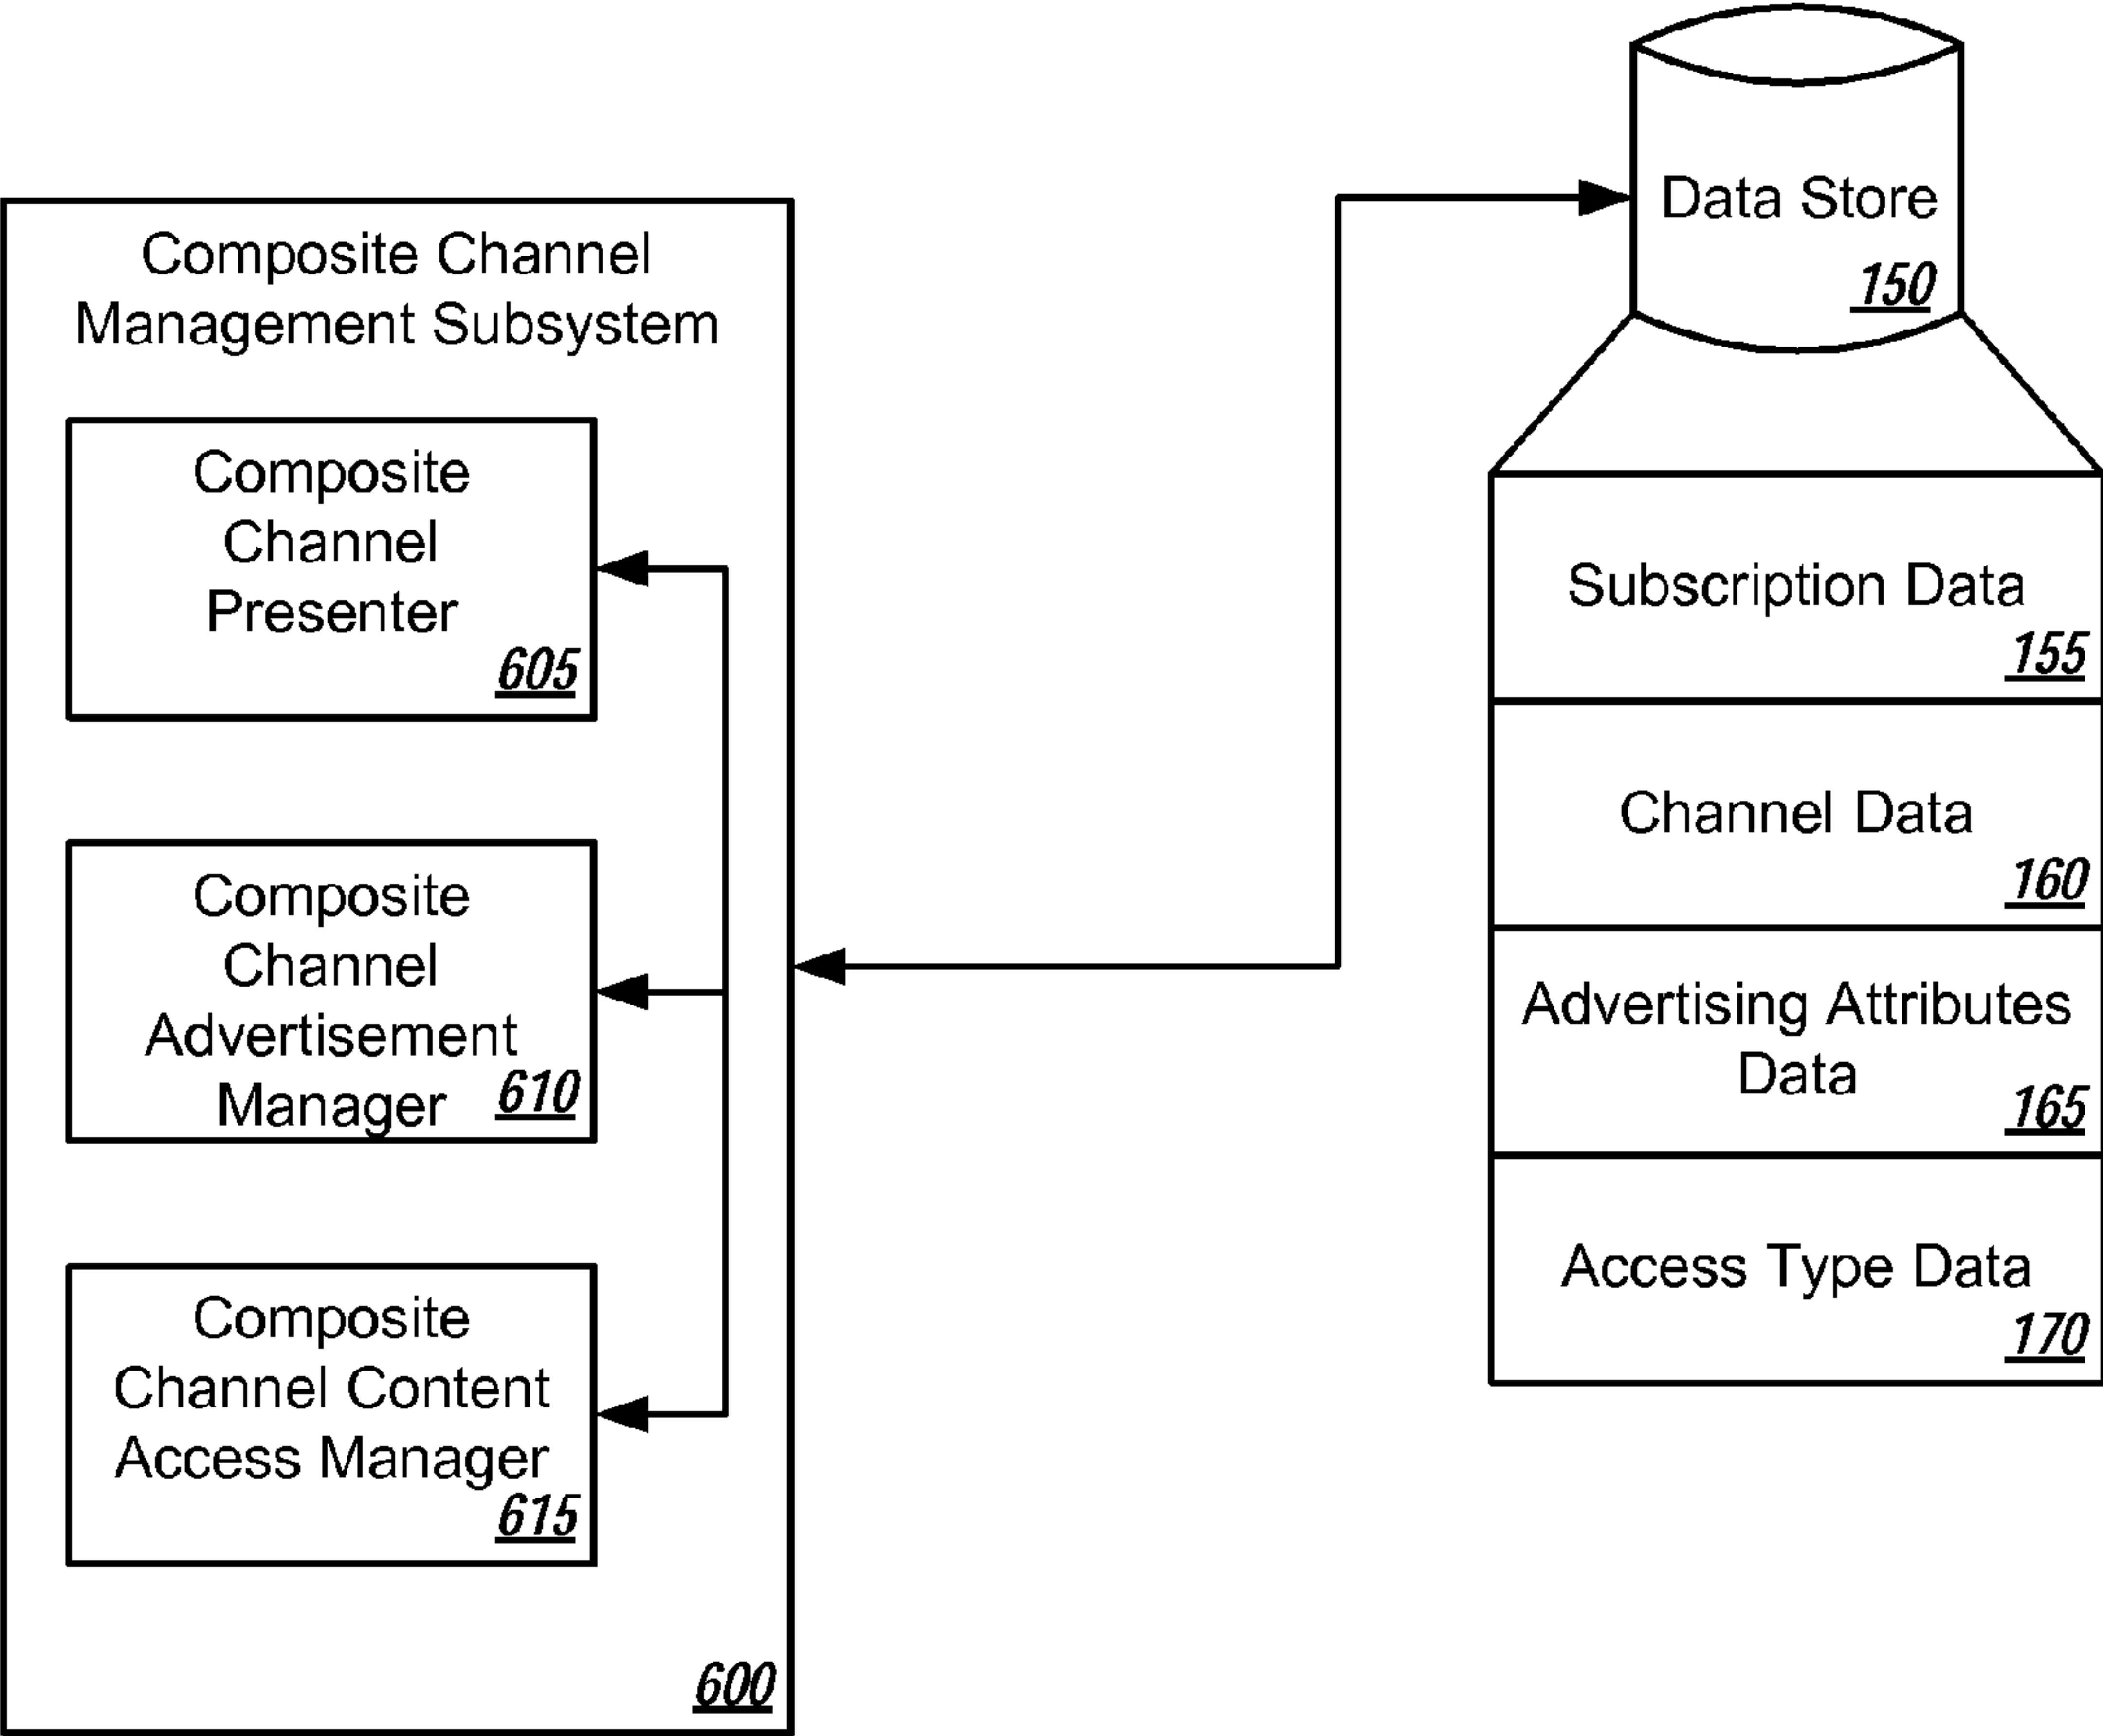 Composite Channel
Management Subsystem
Composite
Channel
Presenter
605
Composite
Channel
Advertisement
Manager
610
Composite
Channel Content
Access Manager
615
600
Data Store
150
Subscription Data
155
Channel Data
160
Advertising Attributes
Data
165
Access Type Data
170